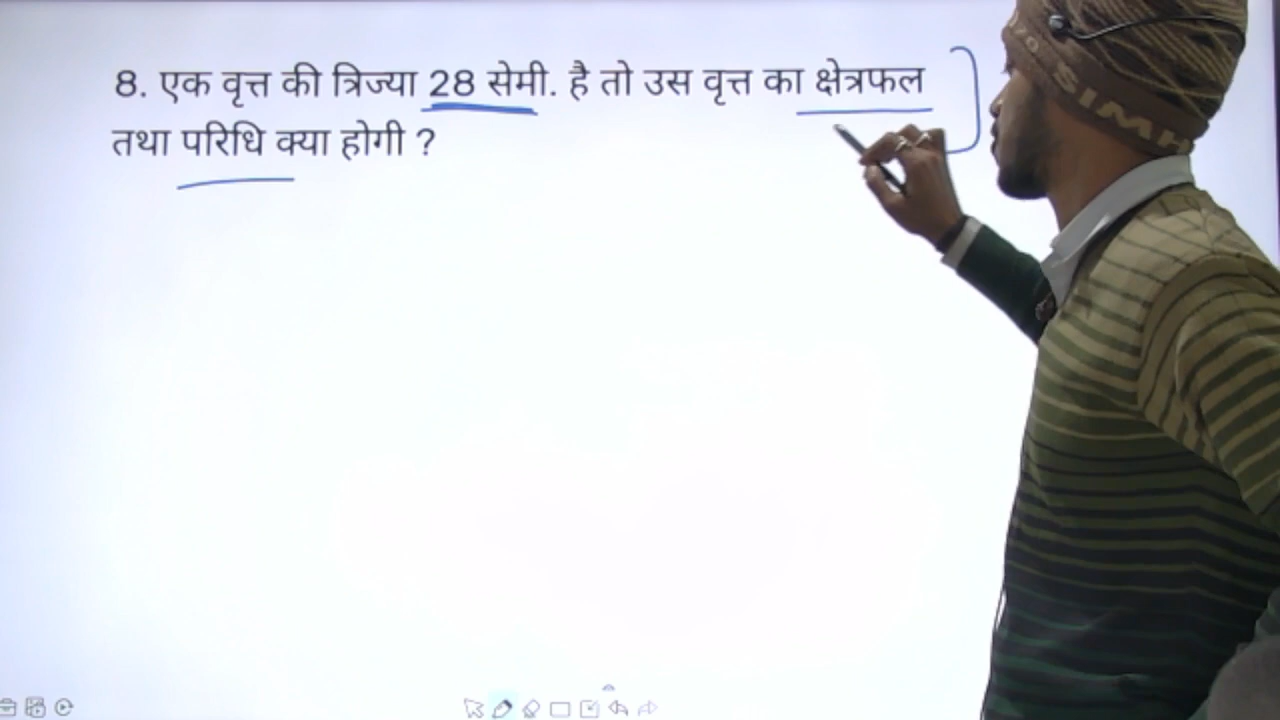 8. एक वृत्त की त्रिज्या 28 सेमी. है तो उस वृत्त का क्षेत्रफल
तथा परिधि क्या होगी ?